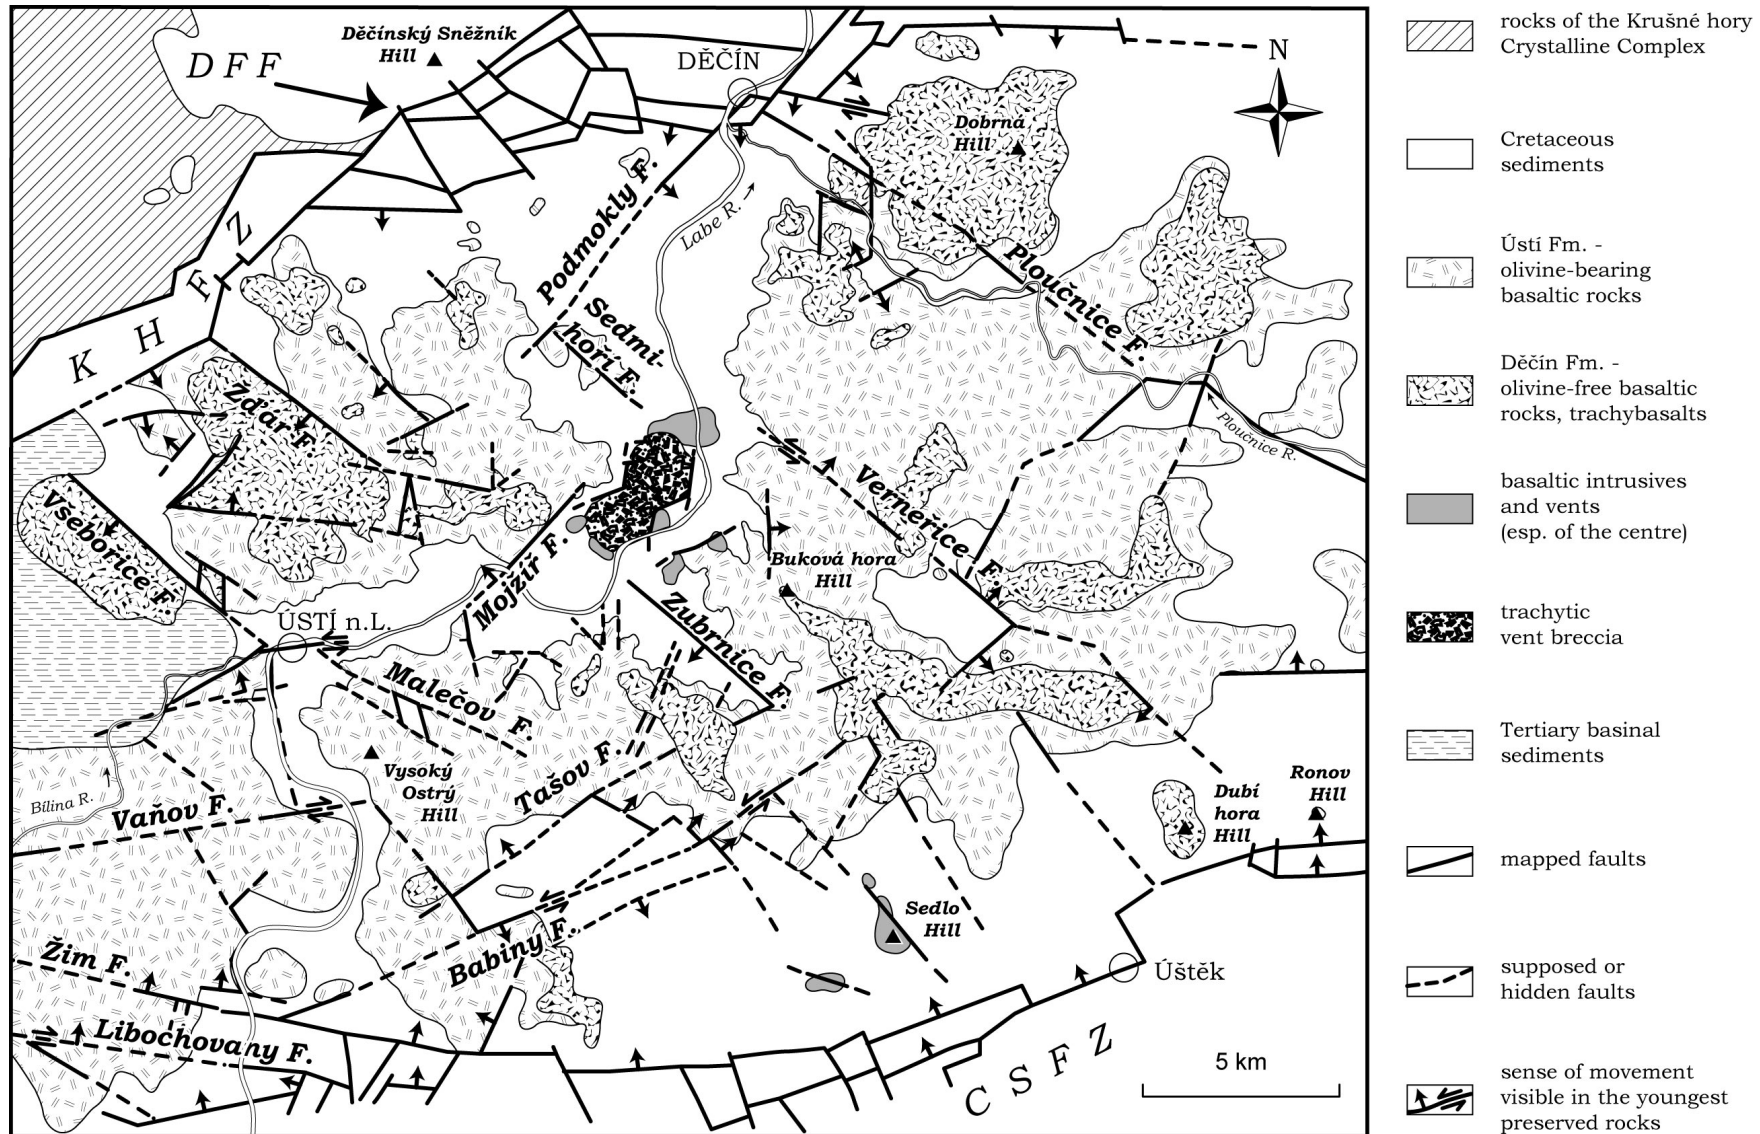 Děčínský Sněžník
Hill
D F F
DĚČÍN
N
Dobrná
Hill
Podmokly F.
Labe R.
K H F Z
Ploučnice F.
Sedmi-
hoří F.
Žďár F.
Ploučnice R.
Všebořice F.
Verneřice F.
Mojžíř F.
Buková hora
Hill
ÚSTÍ n.L.
Zubrnice F.
Malečov F.
Vysoký
Ostrý
Hill
Tašov F.
Bílina R.
Vaňov F.
Dubí
hora
Hill
Ronov
Hill
Sedlo
Hill
Babiny F.
Žim F.
Úštěk
Libochovany F.
C S F Z
5 km
rocks of the Krušné hory
Crystalline Complex
Cretaceous
sediments
Ústí Fm. -
olivine-bearing
basaltic rocks
Děčín Fm. -
olivine-free basaltic
rocks, trachybasalts
basaltic intrusives
and vents
(esp. of the centre)
trachytic
vent breccia
Tertiary basinal
sediments
mapped faults
supposed or
hidden faults
sense of movement
visible in the youngest
preserved rocks